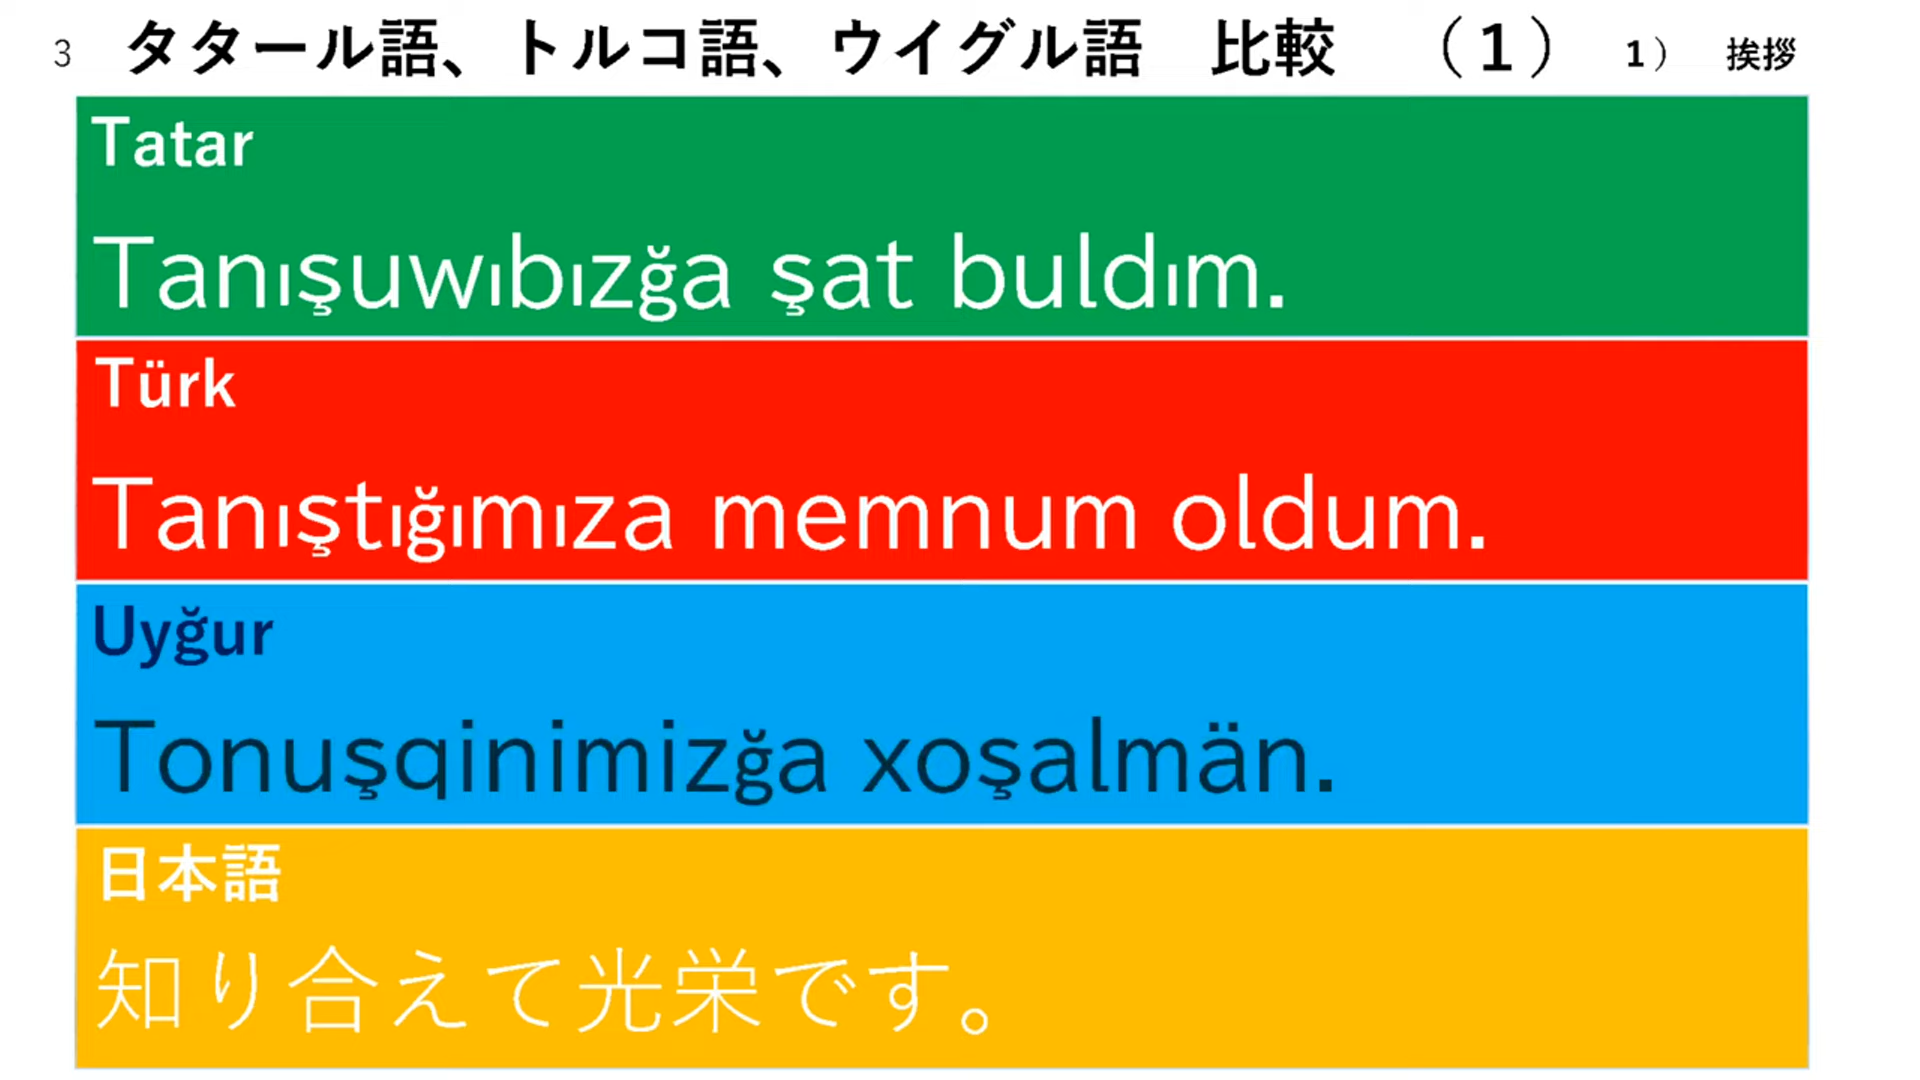 3 タタール語、トルコ語、ウイグル語　比較　（１） 1） 挨拶
Tatar
Tanışuwıbızğa şat buldım.
Türk
Tanıştığımıza memnum oldum.
Uyğur
Tonuşqinimizğa xoşalmän.
日本語
知り合えて光栄です。